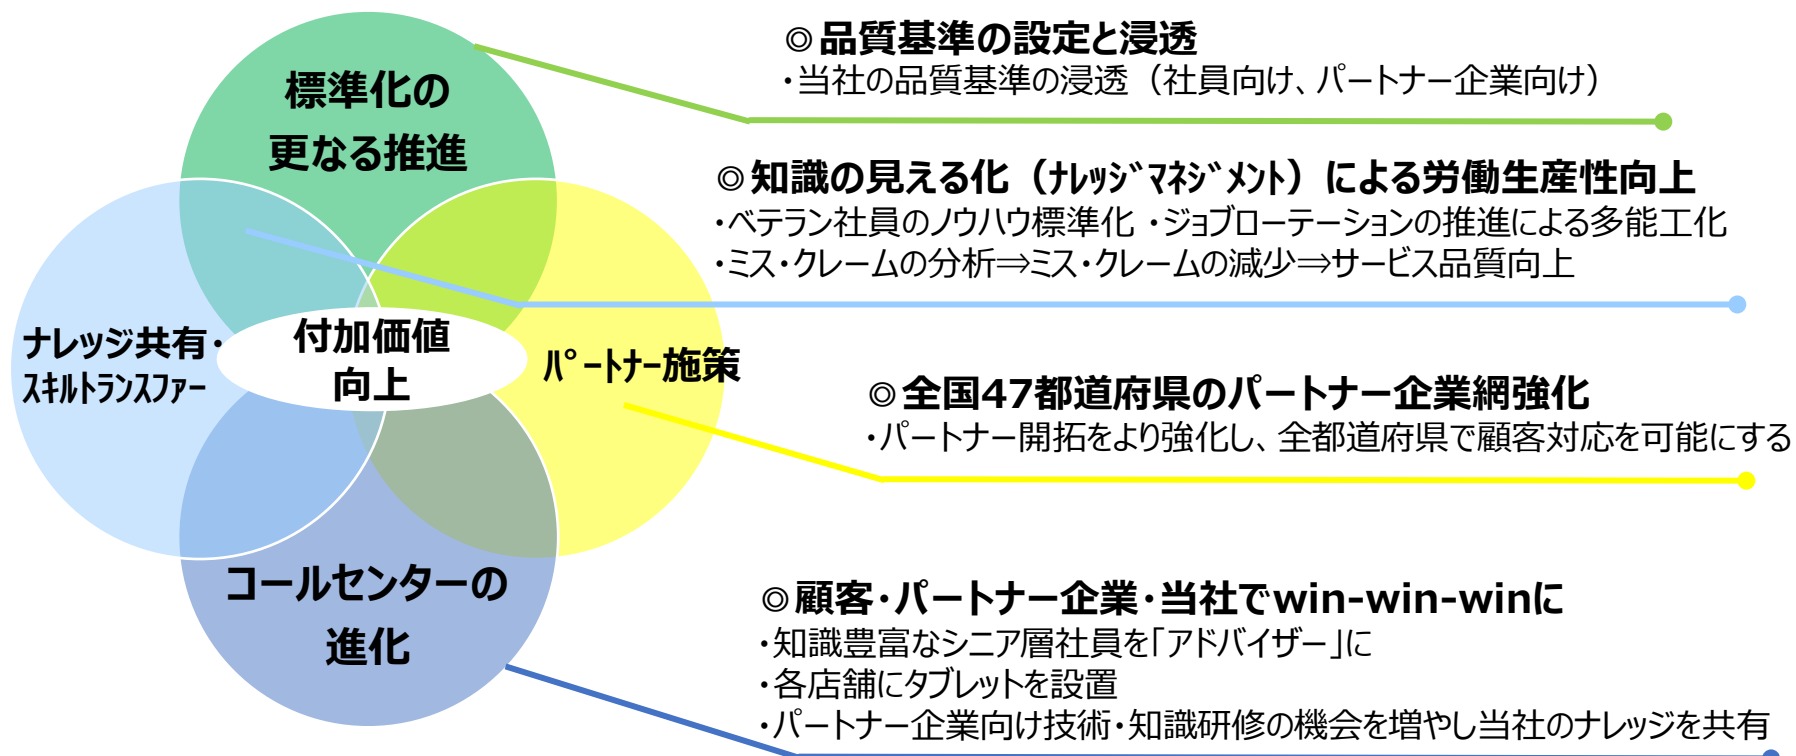 標準化の
更なる推進
ナレッジ共有・
ｽｷﾙﾄﾗﾝｽﾌｧｰ
付加価値
向上
ﾊﾟｰﾄﾅｰ施策
コールセンターの
進化
◎品質基準の設定と浸透
・当社の品質基準の浸透（社員向け、パートナー企業向け）
◎知識の見える化（ﾅﾚｯｼﾞﾏﾈｼﾞﾒﾝﾄ）による労働生産性向上
・ベテラン社員のノウハウ標準化 ・ジョブローテーションの推進による多能工化
・ミス・クレームの分析⇒ミス・クレームの減少⇒サービス品質向上
◎全国47都道府県のパートナー企業網強化
・パートナー開拓をより強化し、全都道府県で顧客対応を可能にする
◎顧客・パートナー企業・当社でwin-win-winに
・知識豊富なシニア層社員を「アドバイザー」に
・各店舗にタブレットを設置
・パートナー企業向け技術・知識研修の機会を増やし当社のナレッジを共有